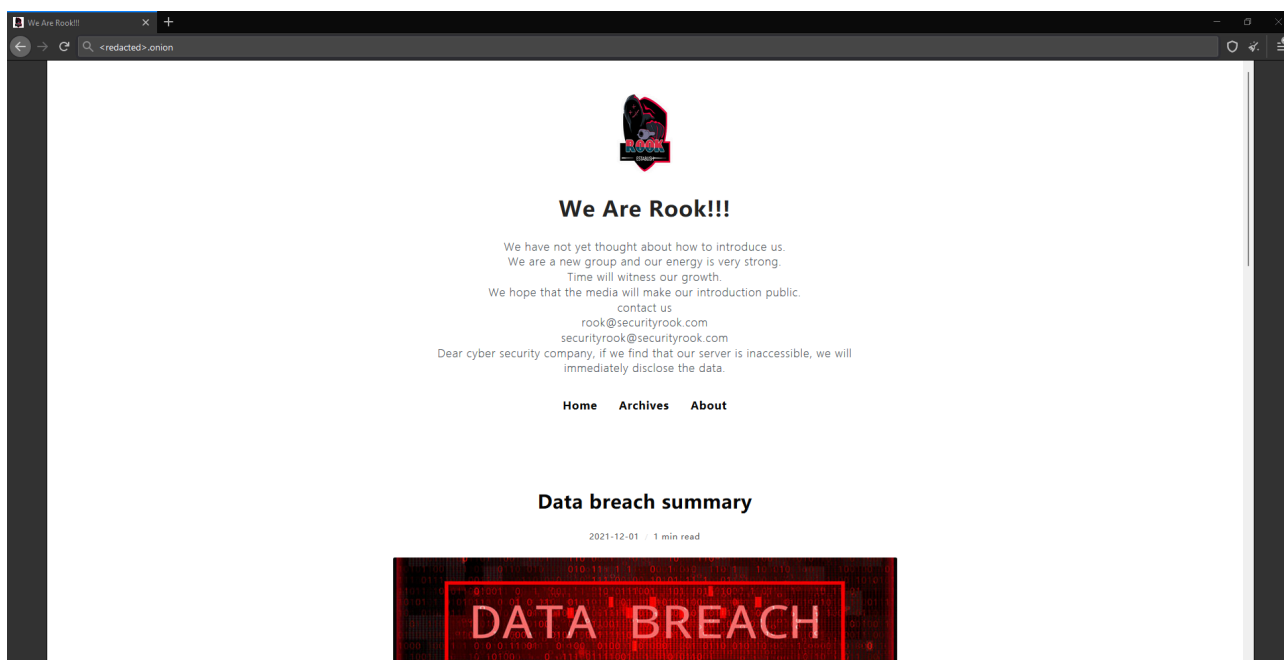 We Are Rook!!!
<redacted>.onion
ROOK
ESTABLISH
We Are Rook!!!
We have not yet thought about how to introduce us.
We are a new group and our energy is very strong.
Time will witness our growth.
We hope that the media will make our introduction public.
contact us
rook@securityrook.com
securityrook@securityrook.com
Dear cyber security company, if we find that our server is inaccessible, we will
immediately disclose the data.
Home Archives About
Data breach summary
2021-12-01 / 1 min read
DATA BREACH